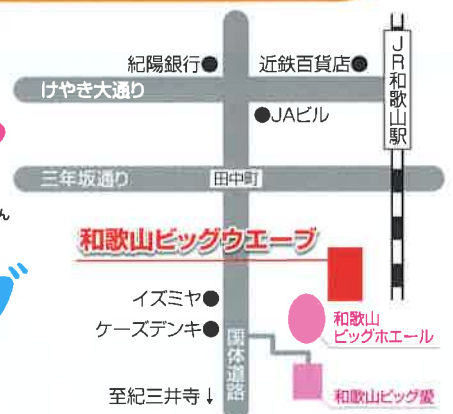 紀陽銀行●
近鉄百貨店●
JR和歌山駅
けやき大通り
●JAビル
三年坂通り
田中町
ん
和歌山ビッグウエーブ
イズミヤ●
和歌山
ビッグホエール
ケーズデンキ●
国体道路
至紀三井寺↓
和歌山ビッグ愛